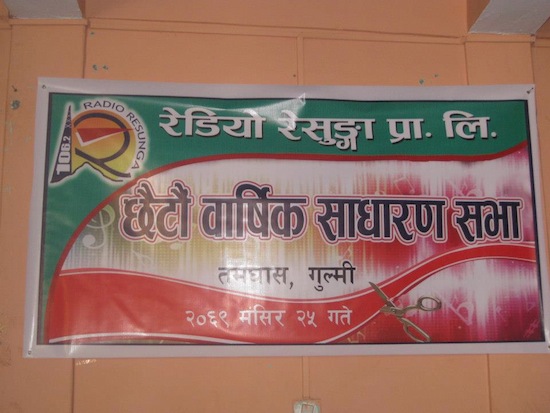 RADIO RESUNGA
106.2
रेडियो रेसुङ्गा प्रा. लि.
छैटौं वार्षिक साधारण सभा
तम्घास, गुल्मी
२०६९ मंसिर २५ गते